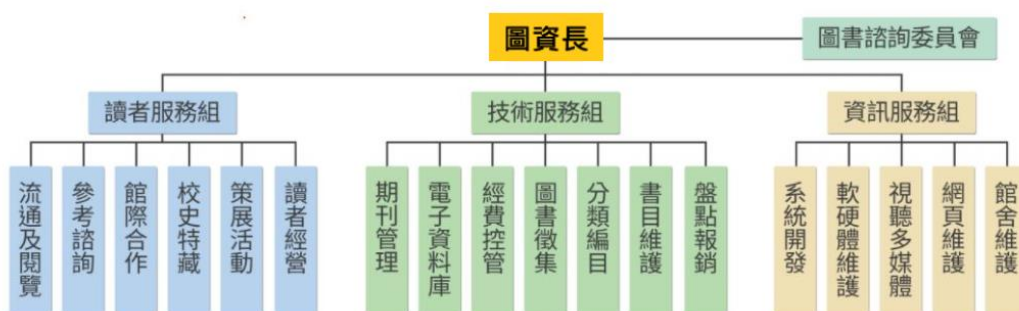 圖資長
圖書諮詢委員會
讀者服務組
技術服務組
資訊服務組
流通及閱覽
參考諮詢
館際合作
校史特藏
策展活動
讀者經營
期刊管理
電子資料庫
經費控管
圖書徵集
分類編目
書目維護
盤點報銷
系統開發
軟硬體維護
視聽多媒體
網頁維護
館舍維護